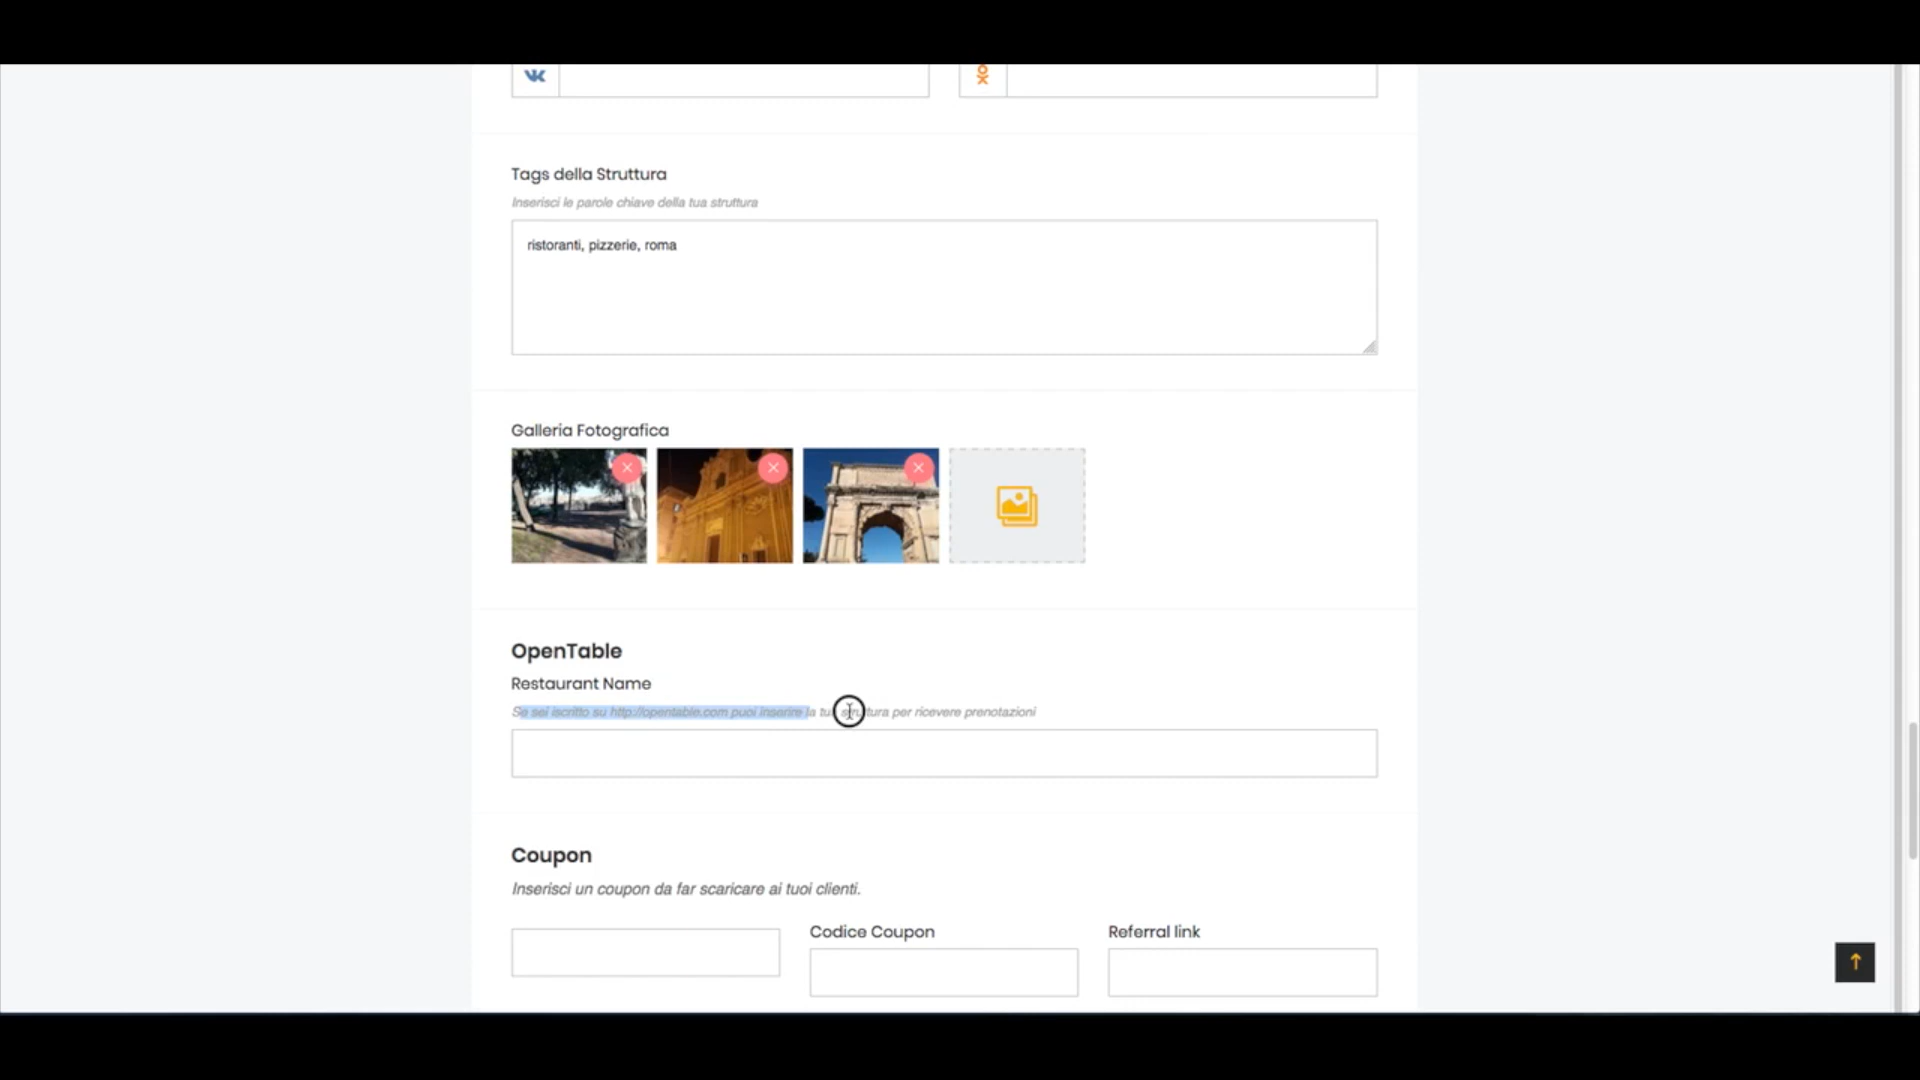 Tags della Struttura
Inserisci le parole chiave della tua struttura
ristoranti, pizzerie, roma
Galleria Fotografica
OpenTable
Restaurant Name
Se sei iscritto su http://opentable.com puoi inserire la tua struttura per ricevere prenotazioni
Coupon
Inserisci un coupon da far scaricare ai tuoi clienti.
Codice Coupon
Referral link